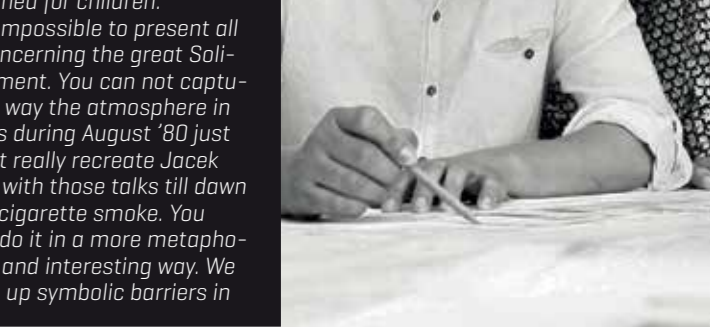 ned for children.
mpossible to present all
ncerning the great Soli-
ment. You can not captu-
way the atmosphere in
s during August ’80 just
t really recreate Jacek
with those talks till dawn
cigarette smoke. You
do it in a more metapho-
and interesting way. We
up symbolic barriers in